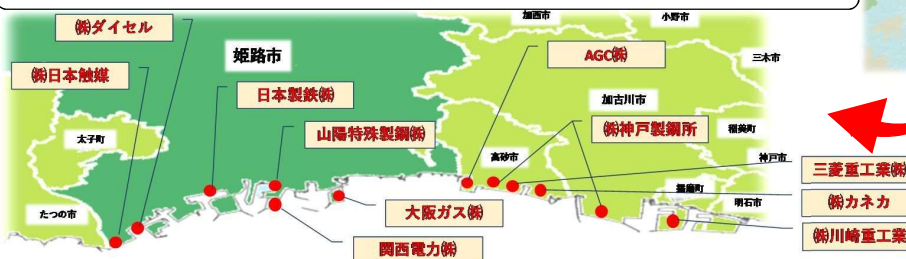 ㈱ダイセル
㈱日本触媒
姫路市
日本製鉄㈱
山陽特殊製鋼㈱
太子町
たつの市
大阪ガス㈱
関西電力㈱
加西市
小野市
AGC㈱
三木市
加古川市
㈱神戸製鋼所
稲美町
高砂市
神戸市
三菱重工業㈱
播磨町
明石市
㈱カネカ
㈱川崎重工業